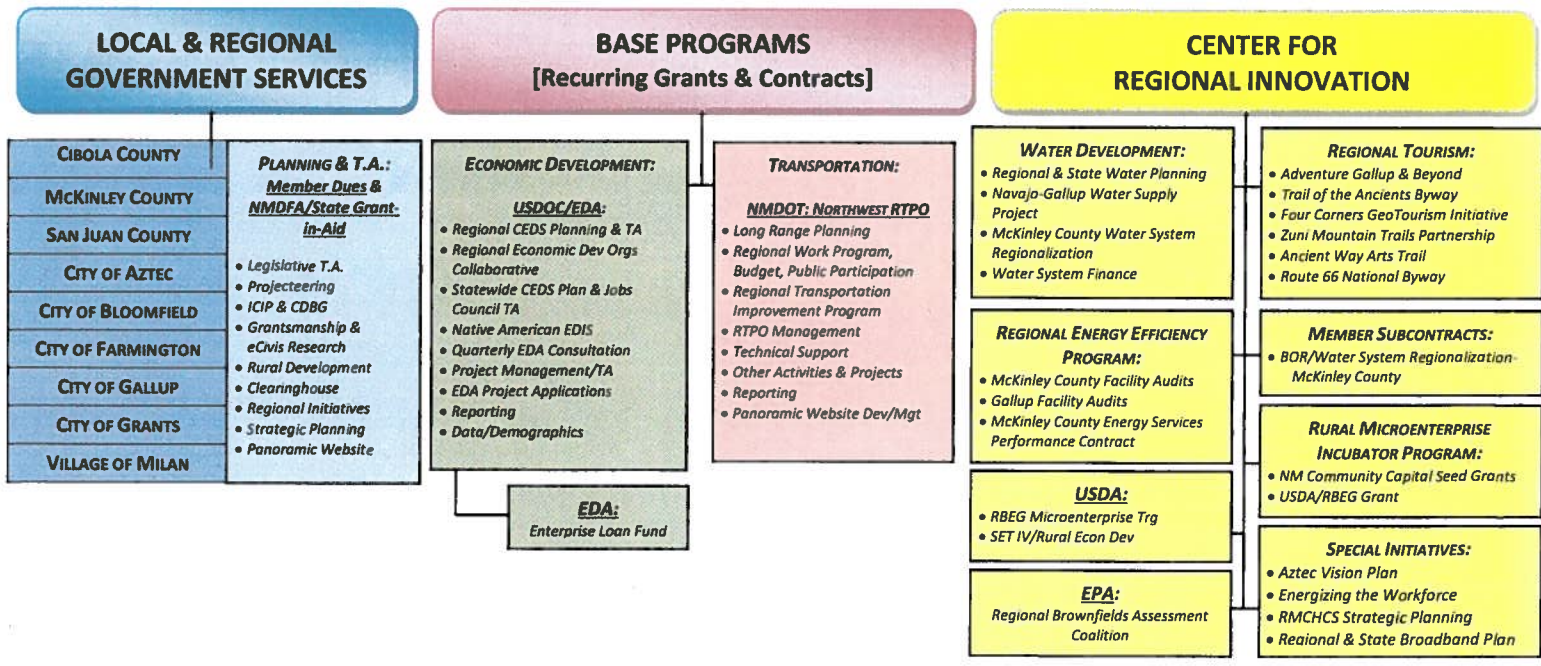 LOCAL & REGIONAL
GOVERNMENT SERVICES
CIBOLA COUNTY
MCKINLEY COUNTY
SAN JUAN COUNTY
CITY OF AZTEC
CITY OF BLOOMFIELD
CITY OF FARMINGTON
CITY OF GALLUP
CITY OF GRANTS
VILLAGE OF MILAN
PLANNING & T.A.:
Member Dues &
NMDFA/State Grant-
in-Aid
• Legislative T.A.
• Projecteering
• ICIP & CDBG
• Grantsmanship &
eCivis Research
• Rural Development
• Clearinghouse
• Regional Initiatives
• Strategic Planning
• Panoramic Website
BASE PROGRAMS
[Recurring Grants & Contracts]
ECONOMIC DEVELOPMENT:
USDOC/EDA:
• Regional CEDS Planning & TA
• Regional Economic Dev Orgs
Collaborative
• Statewide CEDS Plan & Jobs
Council TA
• Native American EDIS
• Quarterly EDA Consultation
• Project Management/TA
• EDA Project Applications
• Reporting
• Data/Demographics
EDA:
Enterprise Loan Fund
TRANSPORTATION:
NMDOT: NORTHWEST RTPO
• Long Range Planning
• Regional Work Program,
Budget, Public Participation
• Regional Transportation
Improvement Program
• RTPO Management
• Technical Support
• Other Activities & Projects
• Reporting
• Panoramic Website Dev/Mgt
CENTER FOR
REGIONAL INNOVATION
WATER DEVELOPMENT:
• Regional & State Water Planning
• Navajo-Gallup Water Supply
Project
• McKinley County Water System
Regionalization
• Water System Finance
REGIONAL ENERGY EFFICIENCY
PROGRAM:
• McKinley County Facility Audits
• Gallup Facility Audits
• McKinley County Energy Services
Performance Contract
USDA:
• RBEG Microenterprise Trg
• SET IV/Rural Econ Dev
EPA:
Regional Brownfields Assessment
Coalition
REGIONAL TOURISM:
• Adventure Gallup & Beyond
• Trail of the Ancients Byway
• Four Corners GeoTourism Initiative
• Zuni Mountain Trails Partnership
• Ancient Way Arts Trail
• Route 66 National Byway
MEMBER SUBCONTRACTS:
• BOR/Water System Regionalization-
McKinley County
RURAL MICROENTERPRISE
INCUBATOR PROGRAM:
• NM Community Capital Seed Grants
• USDA/RBEG Grant
SPECIAL INITIATIVES:
• Aztec Vision Plan
• Energizing the Workforce
• RMCHCS Strategic Planning
• Regional & State Broadband Plan